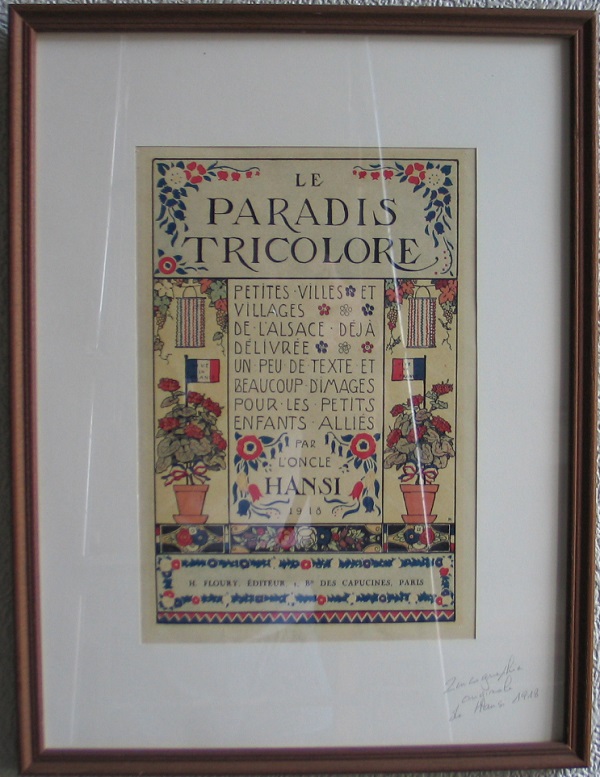 LE
PARADIS
TRICOLORE
PETITES·VILLES ET
VILLAGES
DE·L'ALSACE·DÉJÀ
DÉLIVRÉE
UN·PEU·DE·TEXTE·ET
BEAUCOUP·D'IMAGES
POUR·LES·PETITS
ENFANTS·ALLIÉS
PAR
L'ONCLE
HANSI
1918
H. FLOURY, ÉDITEUR, 1, Bᴅ DES CAPUCINES, PARIS
originale
de Hansi 1918